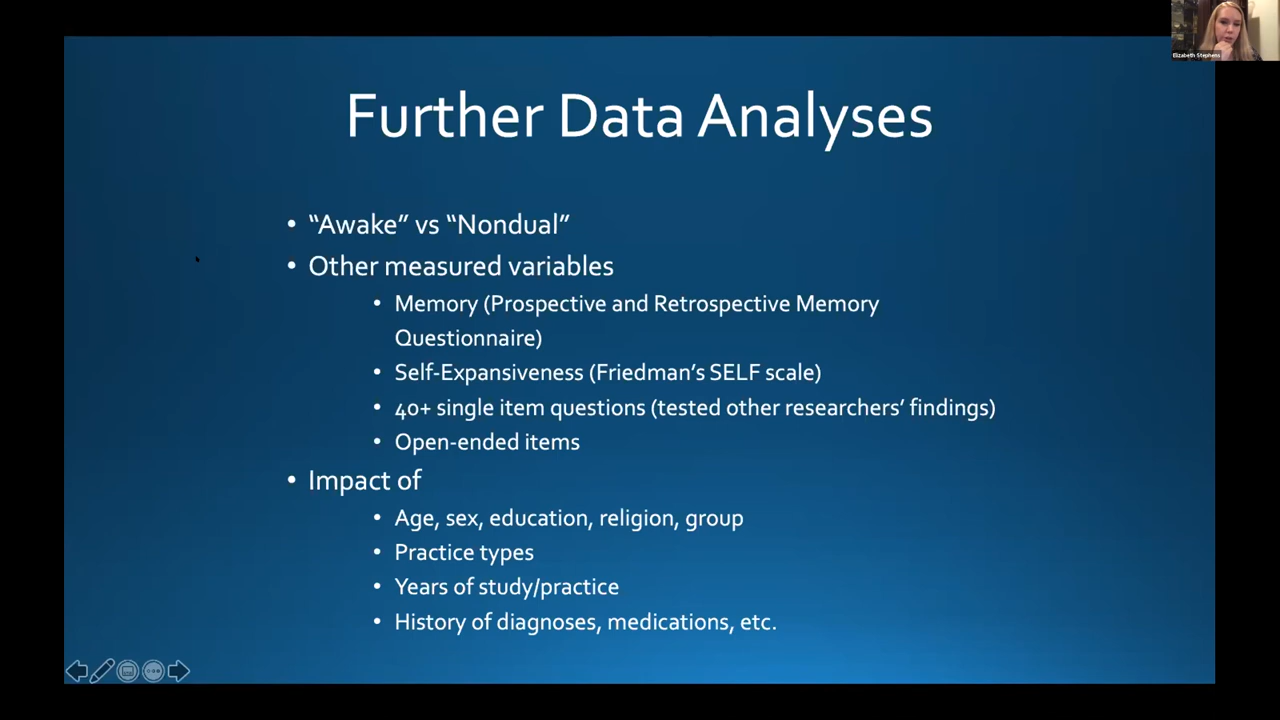 Elizabeth Stephens
Further Data Analyses
• “Awake” vs “Nondual”
• Other measured variables
• Memory (Prospective and Retrospective Memory
Questionnaire)
• Self-Expansiveness (Friedman’s SELF scale)
• 40+ single item questions (tested other researchers’ findings)
• Open-ended items
• Impact of
• Age, sex, education, religion, group
• Practice types
• Years of study/practice
• History of diagnoses, medications, etc.